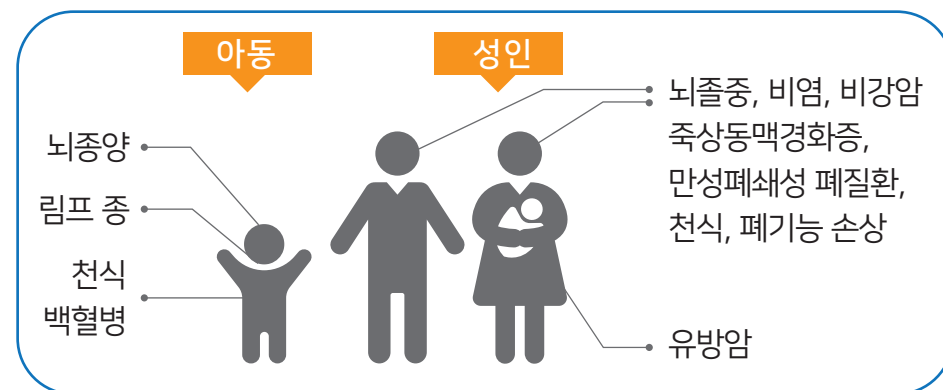 아동
성인
뇌종양
림프 종
천식
백혈병
뇌졸중, 비염, 비강암
죽상동맥경화증,
만성폐쇄성 폐질환,
천식, 폐기능 손상
유방암